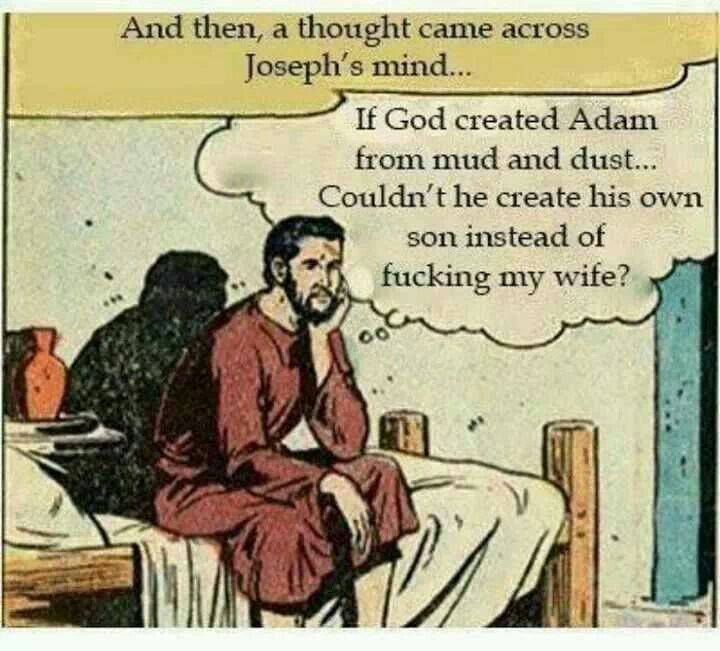 And then, a thought came across
Joseph's mind...
If God created Adam
from mud and dust...
Couldn't he create his own
son instead of
fucking my wife?